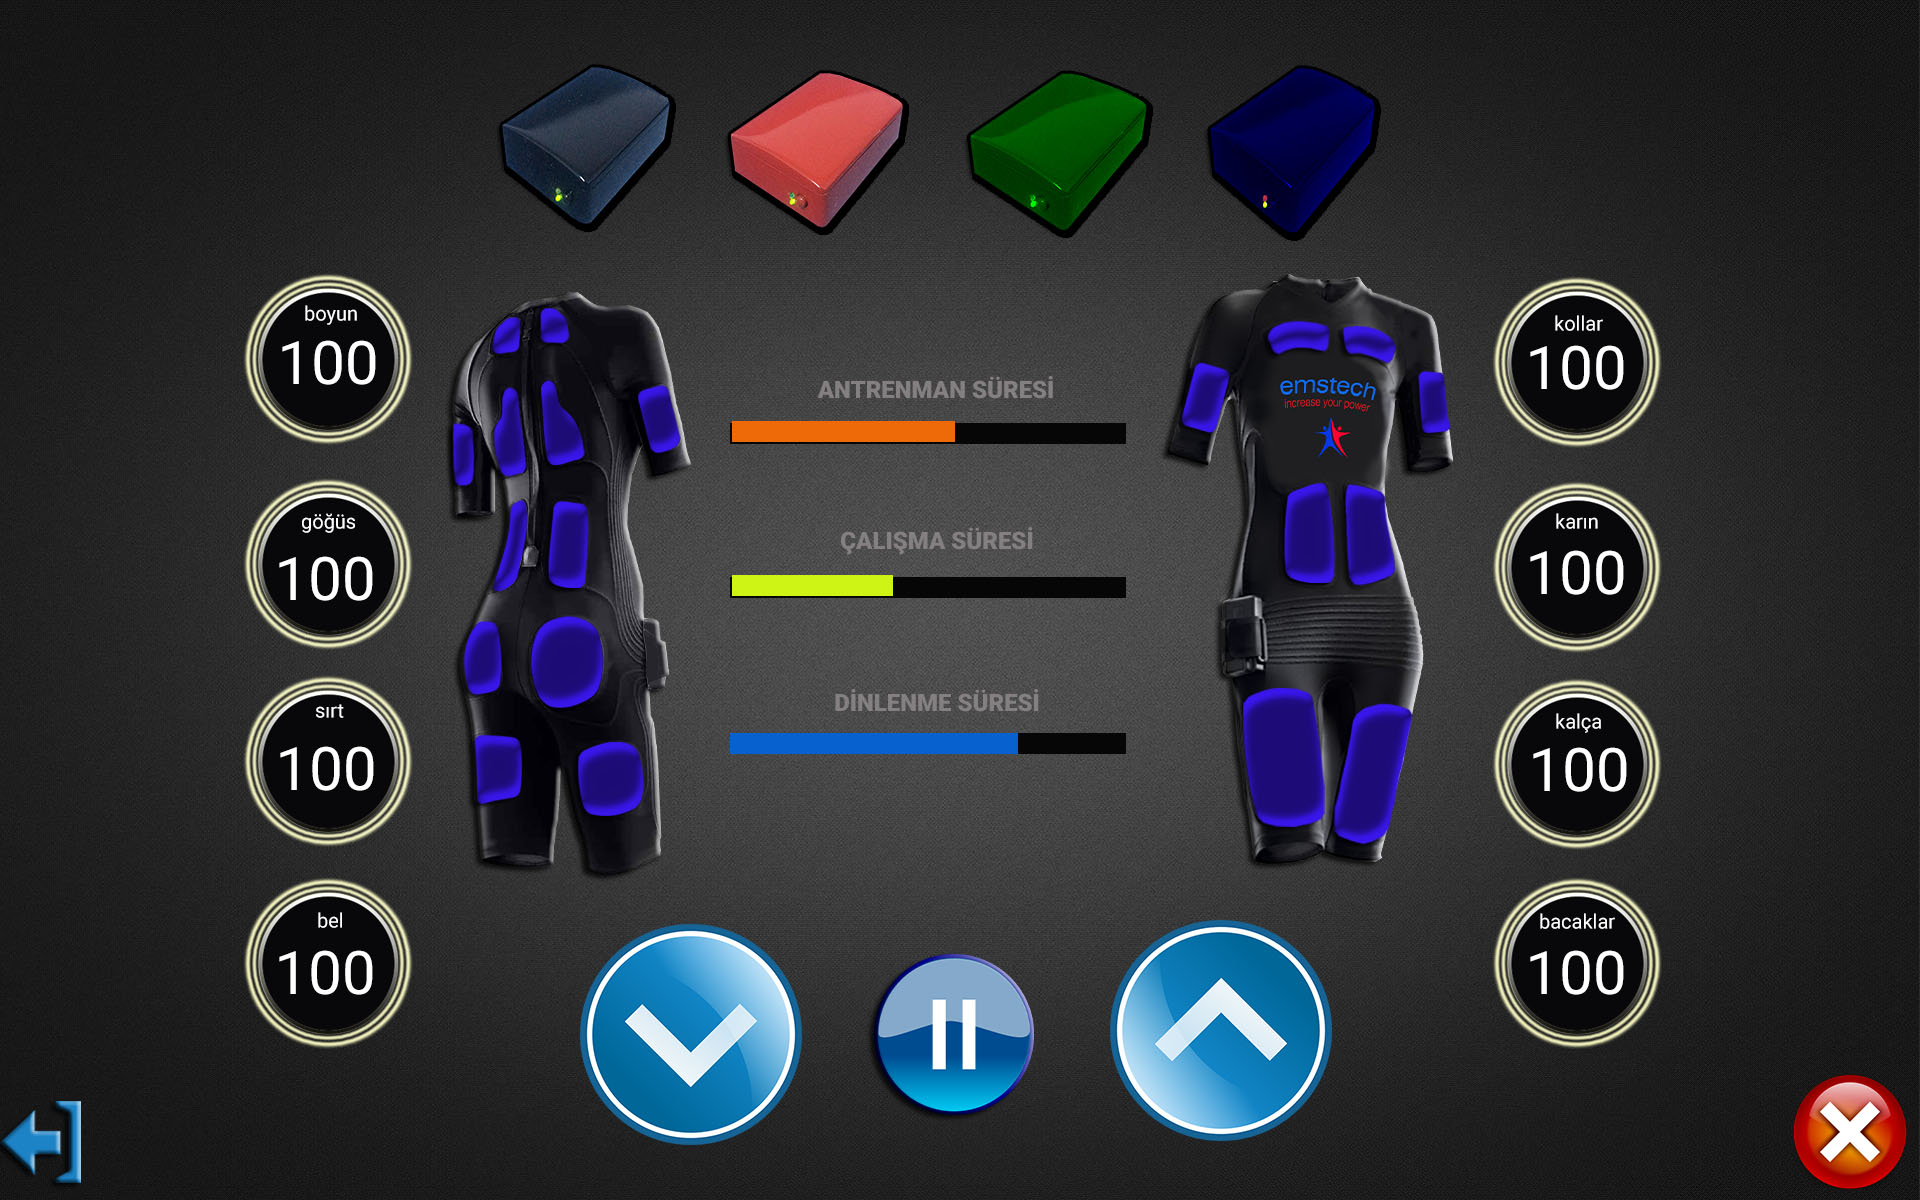 boyun
100
göğüs
100
sırt
100
bel
100
ANTRENMAN SÜRESİ
ÇALIŞMA SÜRESİ
DİNLENME SÜRESİ
emstech
increase your power
kollar
100
karın
100
kalça
100
bacaklar
100